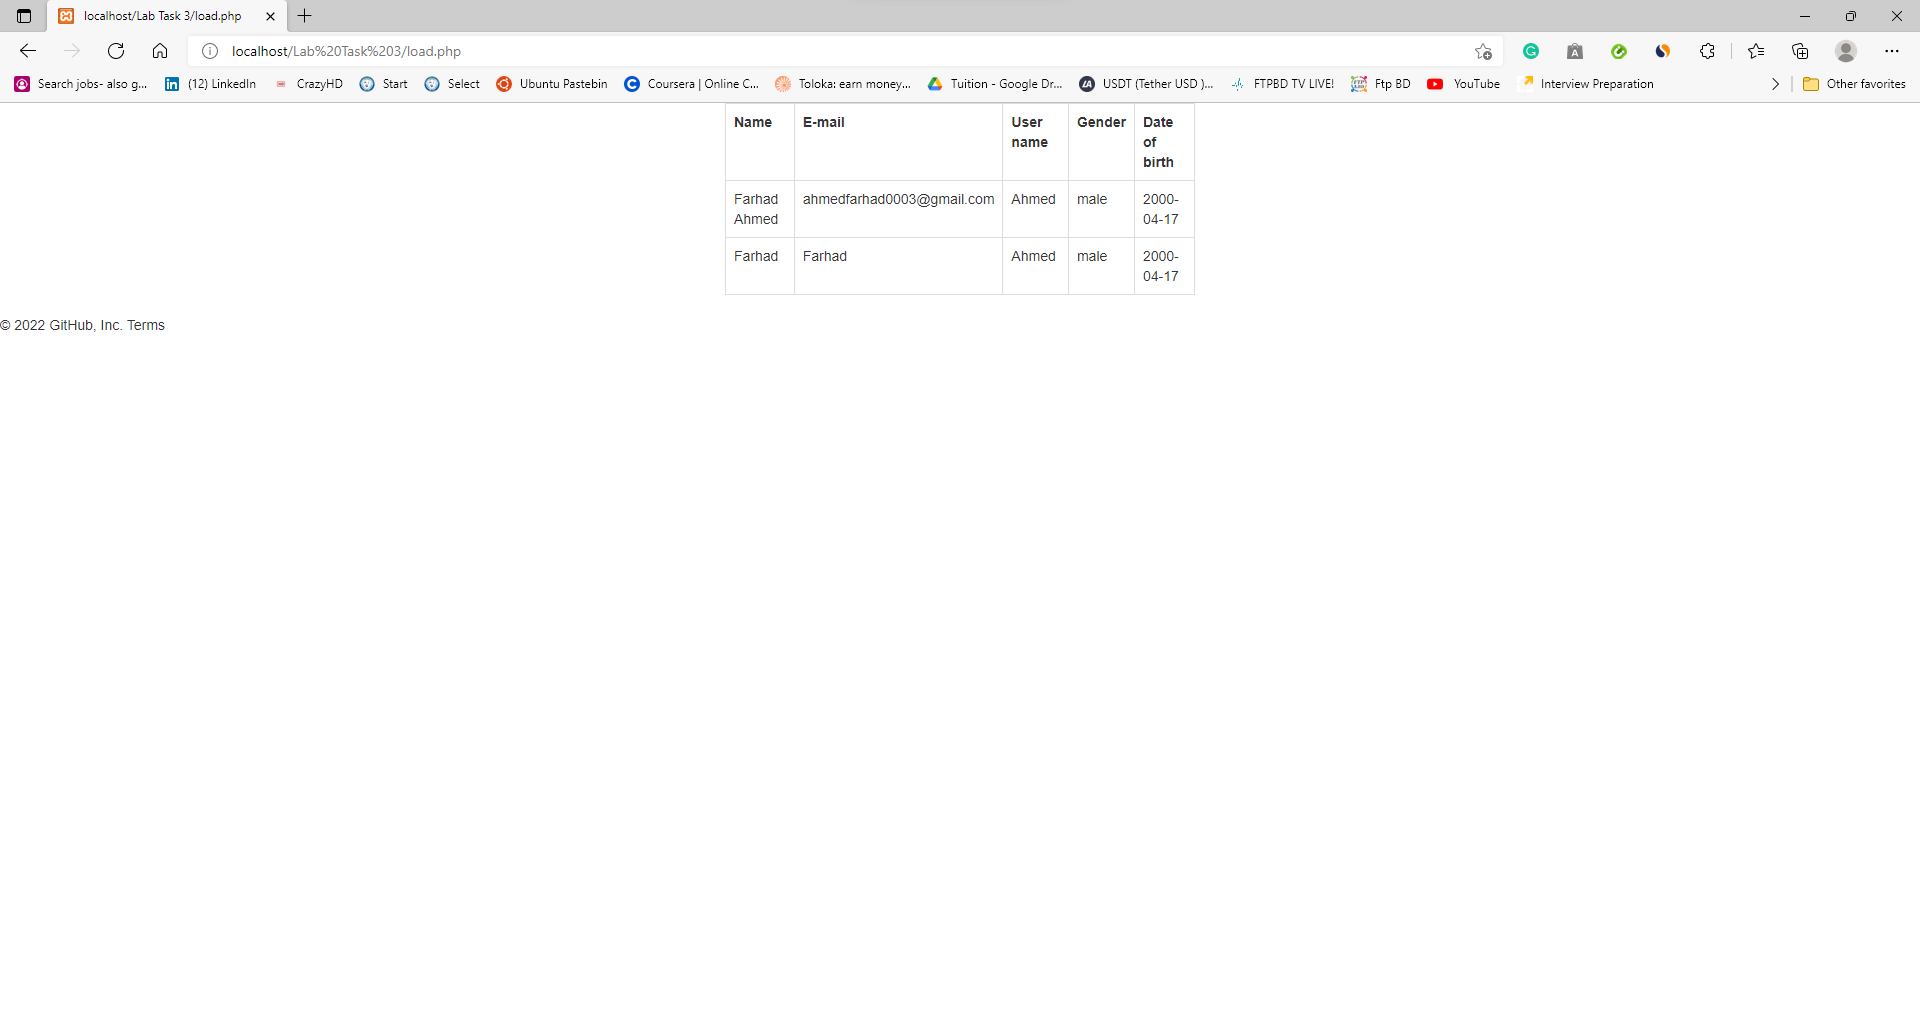 localhost/Lab Task 3/load.php
localhost/Lab%20Task%203/load.php
Search jobs- also g... (12) LinkedIn CrazyHD Start Select Ubuntu Pastebin Coursera | Online C... Toloka: earn money... Tuition - Google Dr... USDT (Tether USD )... FTPBD TV LIVE! Ftp BD YouTube Interview Preparation Other favorites
Name E-mail User name Gender Date of birth
Farhad Ahmed ahmedfarhad0003@gmail.com Ahmed male 2000-04-17
Farhad Farhad Ahmed male 2000-04-17
© 2022 GitHub, Inc. Terms